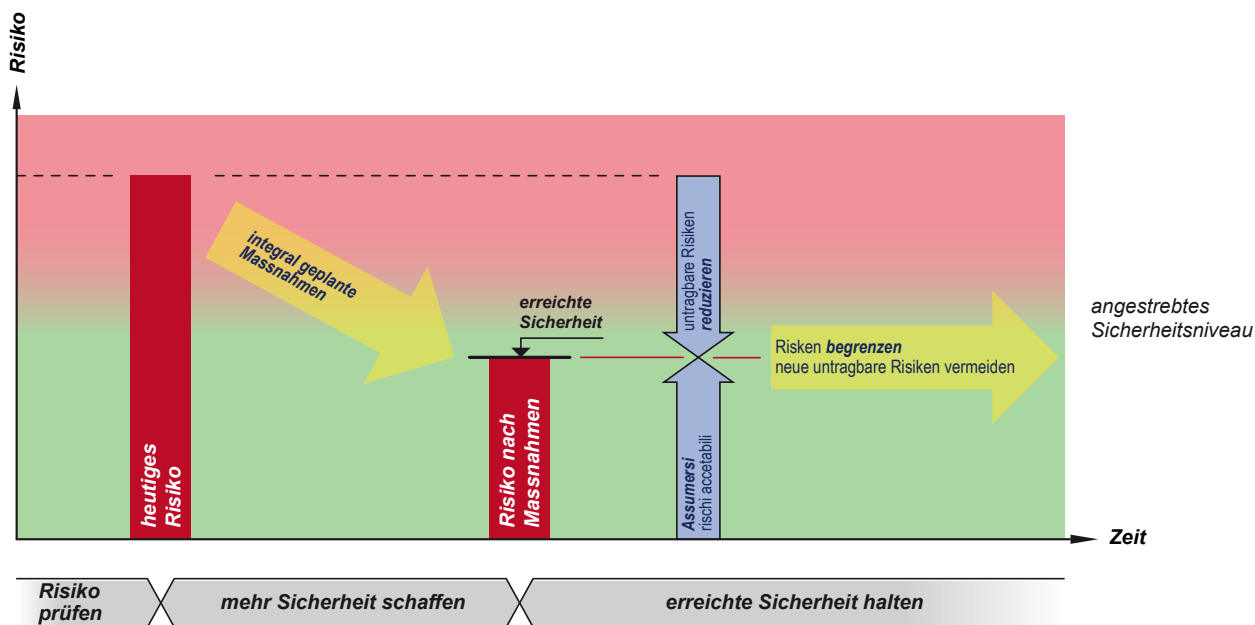 Risiko
integral geplante
Massnahmen
erreichte
Sicherheit
untragbare Risiken
reduzieren
angestrebtes
Sicherheitsniveau
Risken begrenzen
neue untragbare Risiken vermeiden
heutiges
Risiko
Risiko nach
Massnahmen
Assumersi
rischi accetabili
Zeit
Risiko
prüfen
mehr Sicherheit schaffen
erreichte Sicherheit halten